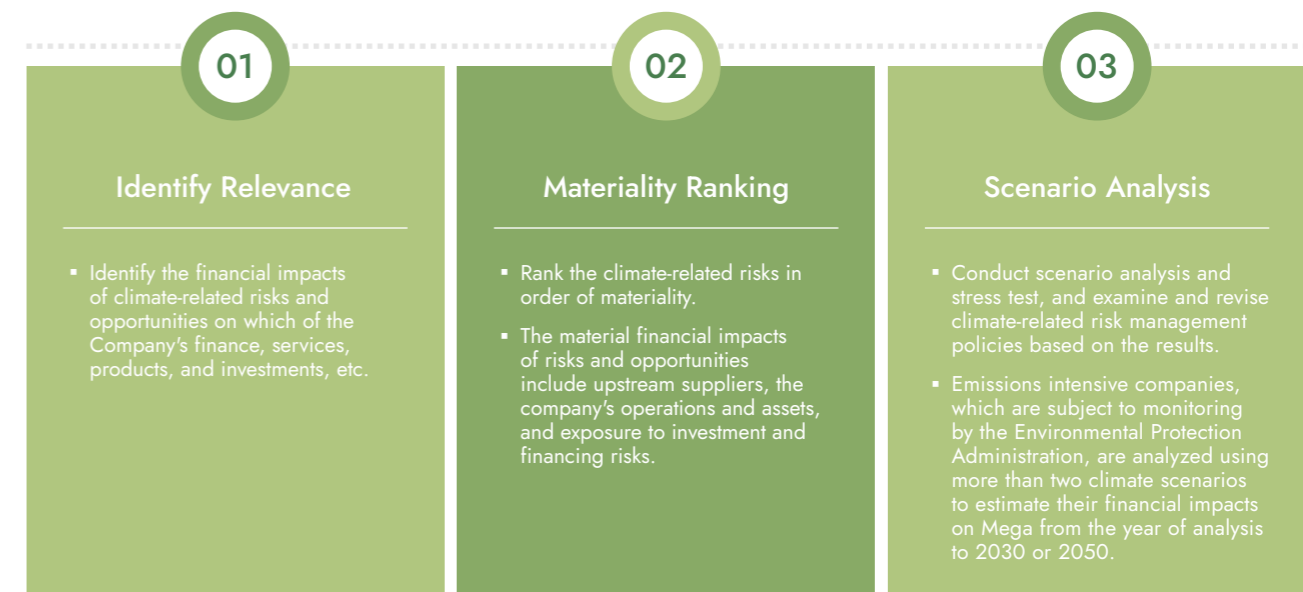 01
Identify Relevance
▪ Identify the financial impacts
of climate-related risks and
opportunities on which of the
Company's finance, services,
products, and investments, etc.
02
Materiality Ranking
▪ Rank the climate-related risks in
order of materiality.
▪ The material financial impacts
of risks and opportunities
include upstream suppliers, the
company's operations and assets,
and exposure to investment and
financing risks.
03
Scenario Analysis
▪ Conduct scenario analysis and
stress test, and examine and revise
climate-related risk management
policies based on the results.
▪ Emissions intensive companies,
which are subject to monitoring
by the Environmental Protection
Administration, are analyzed using
more than two climate scenarios
to estimate their financial impacts
on Mega from the year of analysis
to 2030 or 2050.